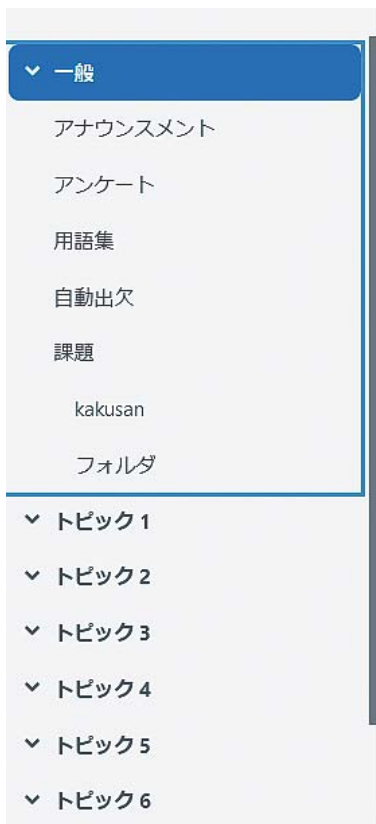 一般
アナウンスメント
アンケート
用語集
自動出欠
課題
kakusan
フォルダ
トピック 1
トピック 2
トピック 3
トピック 4
トピック 5
トピック 6